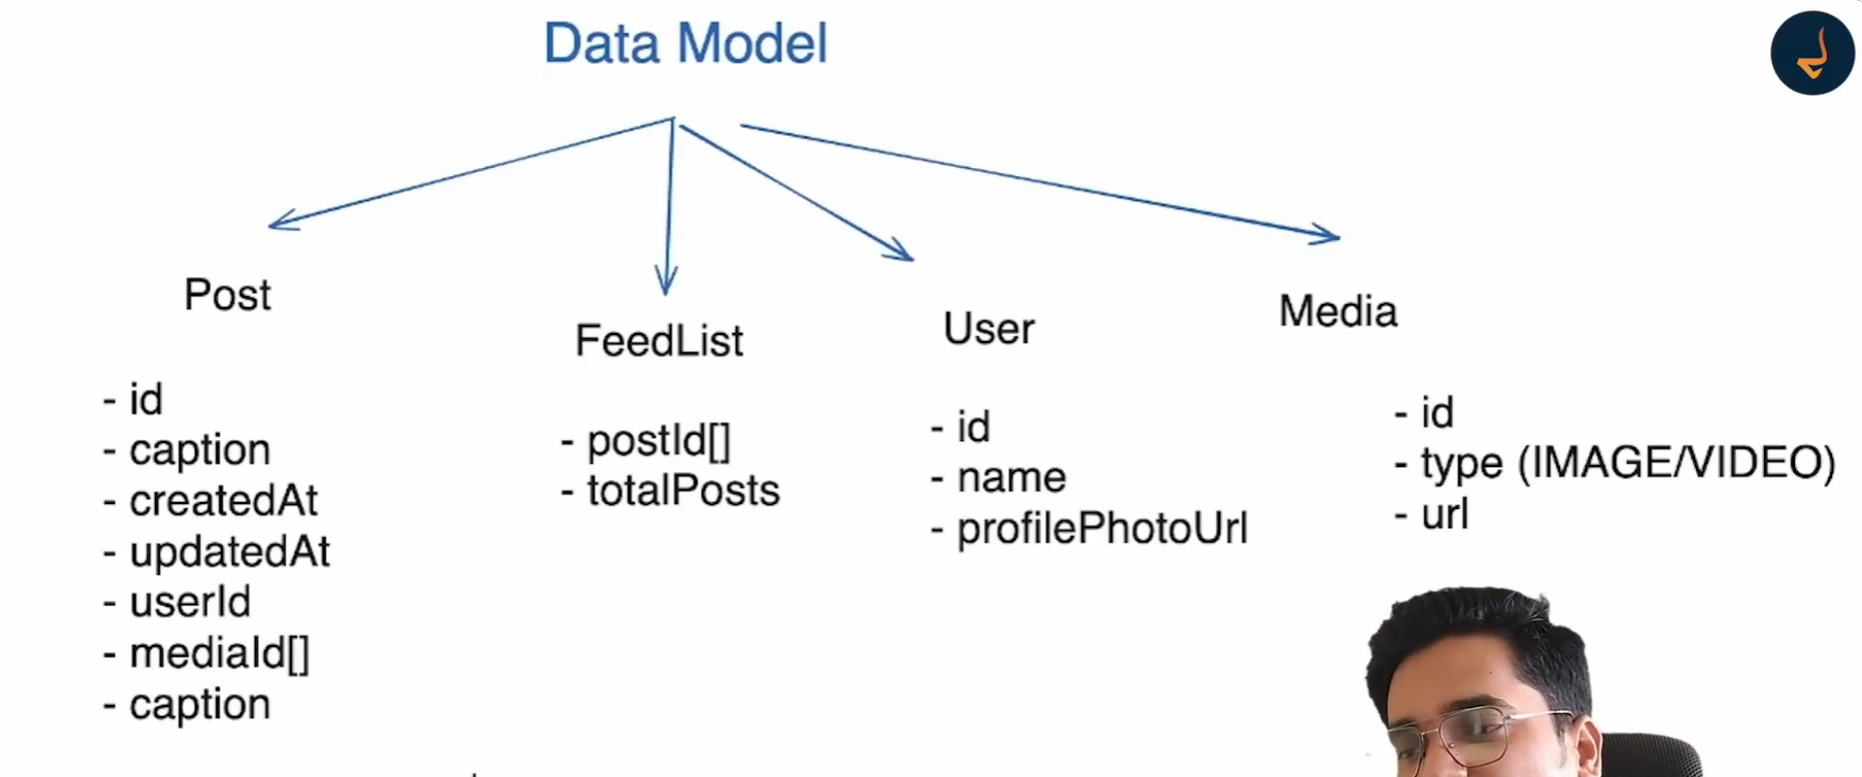 Data Model
Post
- id
- caption
- createdAt
- updatedAt
- userId
- mediaId[]
- caption
FeedList
- postId[]
- totalPosts
User
- id
- name
- profilePhotoUrl
Media
- id
- type (IMAGE/VIDEO)
- url